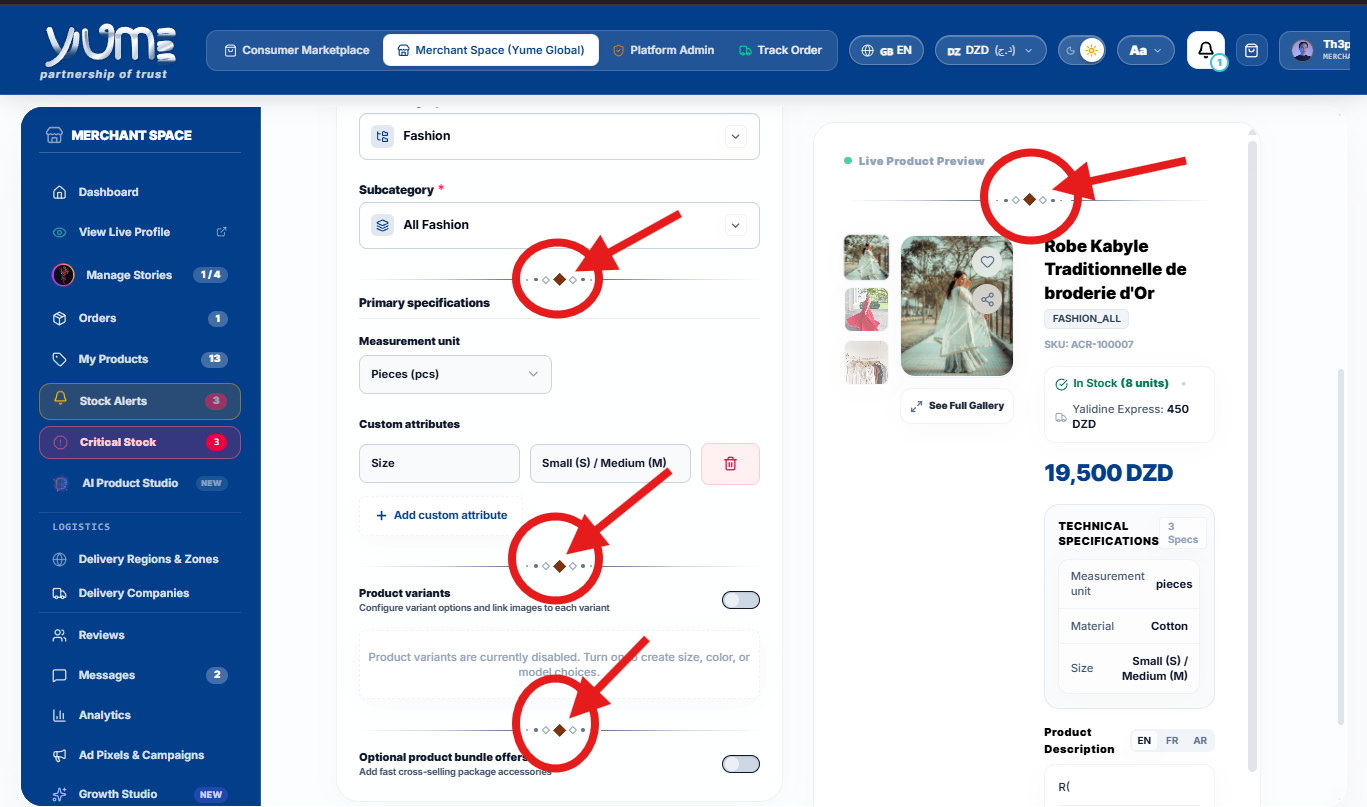 yume
partnership of trust
Consumer Marketplace
Merchant Space (Yume Global)
Platform Admin
Track Order
GB EN
DZ DZD (د.ج)
Aa
1
Th3p
MERCHA
MERCHANT SPACE
Dashboard
View Live Profile
Manage Stories 1 / 4
Orders 1
My Products 13
Stock Alerts 3
Critical Stock 3
AI Product Studio NEW
LOGISTICS
Delivery Regions & Zones
Delivery Companies
Reviews
Messages 2
Analytics
Ad Pixels & Campaigns
Growth Studio NEW
Fashion
Subcategory *
All Fashion
Primary specifications
Measurement unit
Pieces (pcs)
Custom attributes
Size Small (S) / Medium (M)
+ Add custom attribute
Product variants
Configure variant options and link images to each variant
Product variants are currently disabled. Turn on to create size, color, or
model choices.
Optional product bundle offers
Add fast cross-selling package accessories
Live Product Preview
See Full Gallery
Robe Kabyle
Traditionnelle de
broderie d'Or
FASHION_ALL
SKU: ACR-100007
In Stock (8 units)
Yalidine Express: 450
DZD
19,500 DZD
TECHNICAL
SPECIFICATIONS
3
Specs
Measurement
unit
pieces
Material Cotton
Size Small (S) /
Medium (M)
Product
Description
EN FR AR
R(